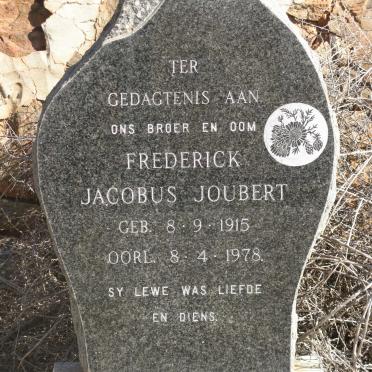 TER
GEDAGTENIS AAN
ONS BROER EN OOM
FREDERICK
JACOBUS JOUBERT
GEB. 8 · 9 · 1915
OORL. 8 · 4 · 1978.
SY LEWE WAS LIEFDE
EN DIENS.